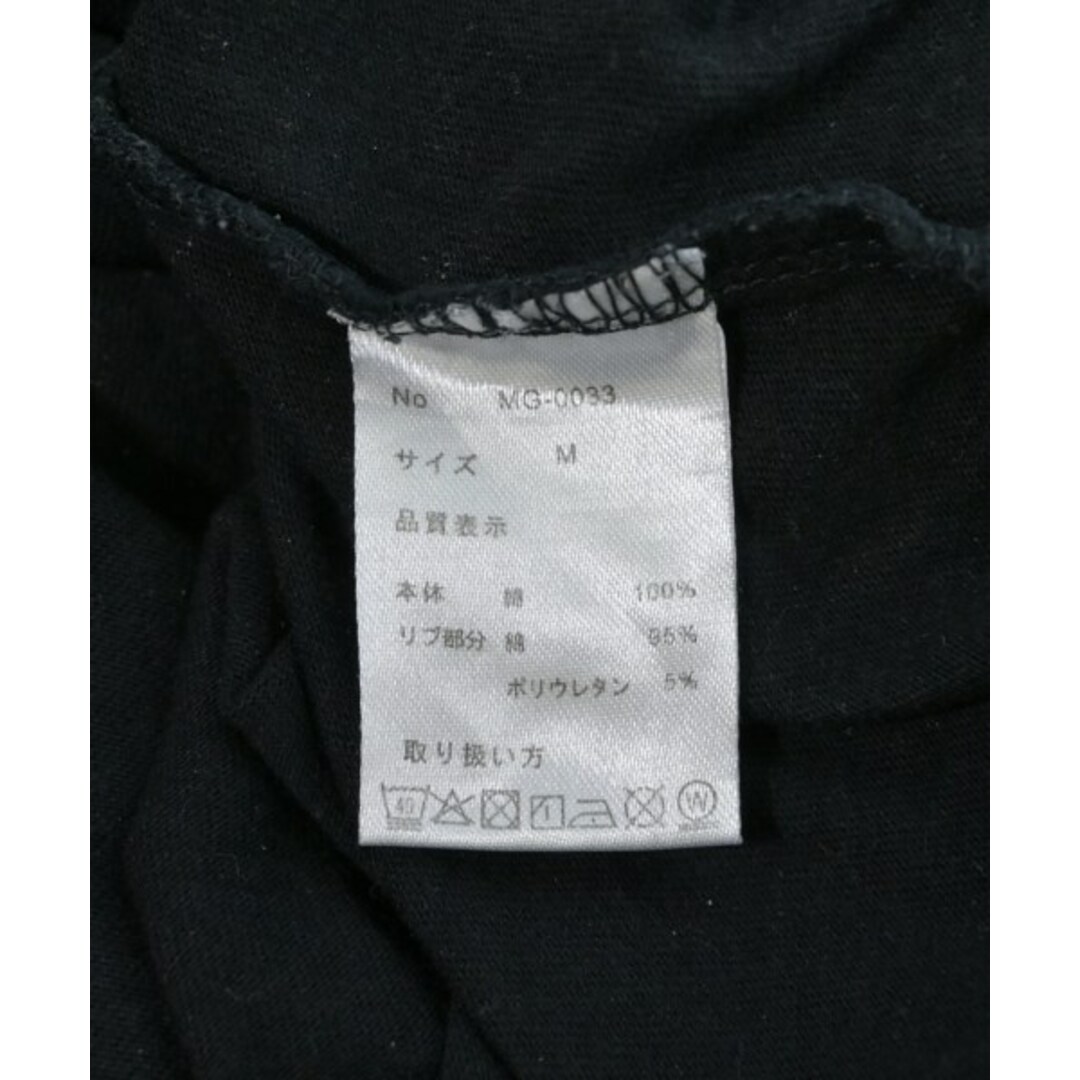 No MG-0033
サイズ M
品質表示
本体 綿 100%
リブ部分 綿 95%
ポリウレタン 5%
取り扱い方
40 W